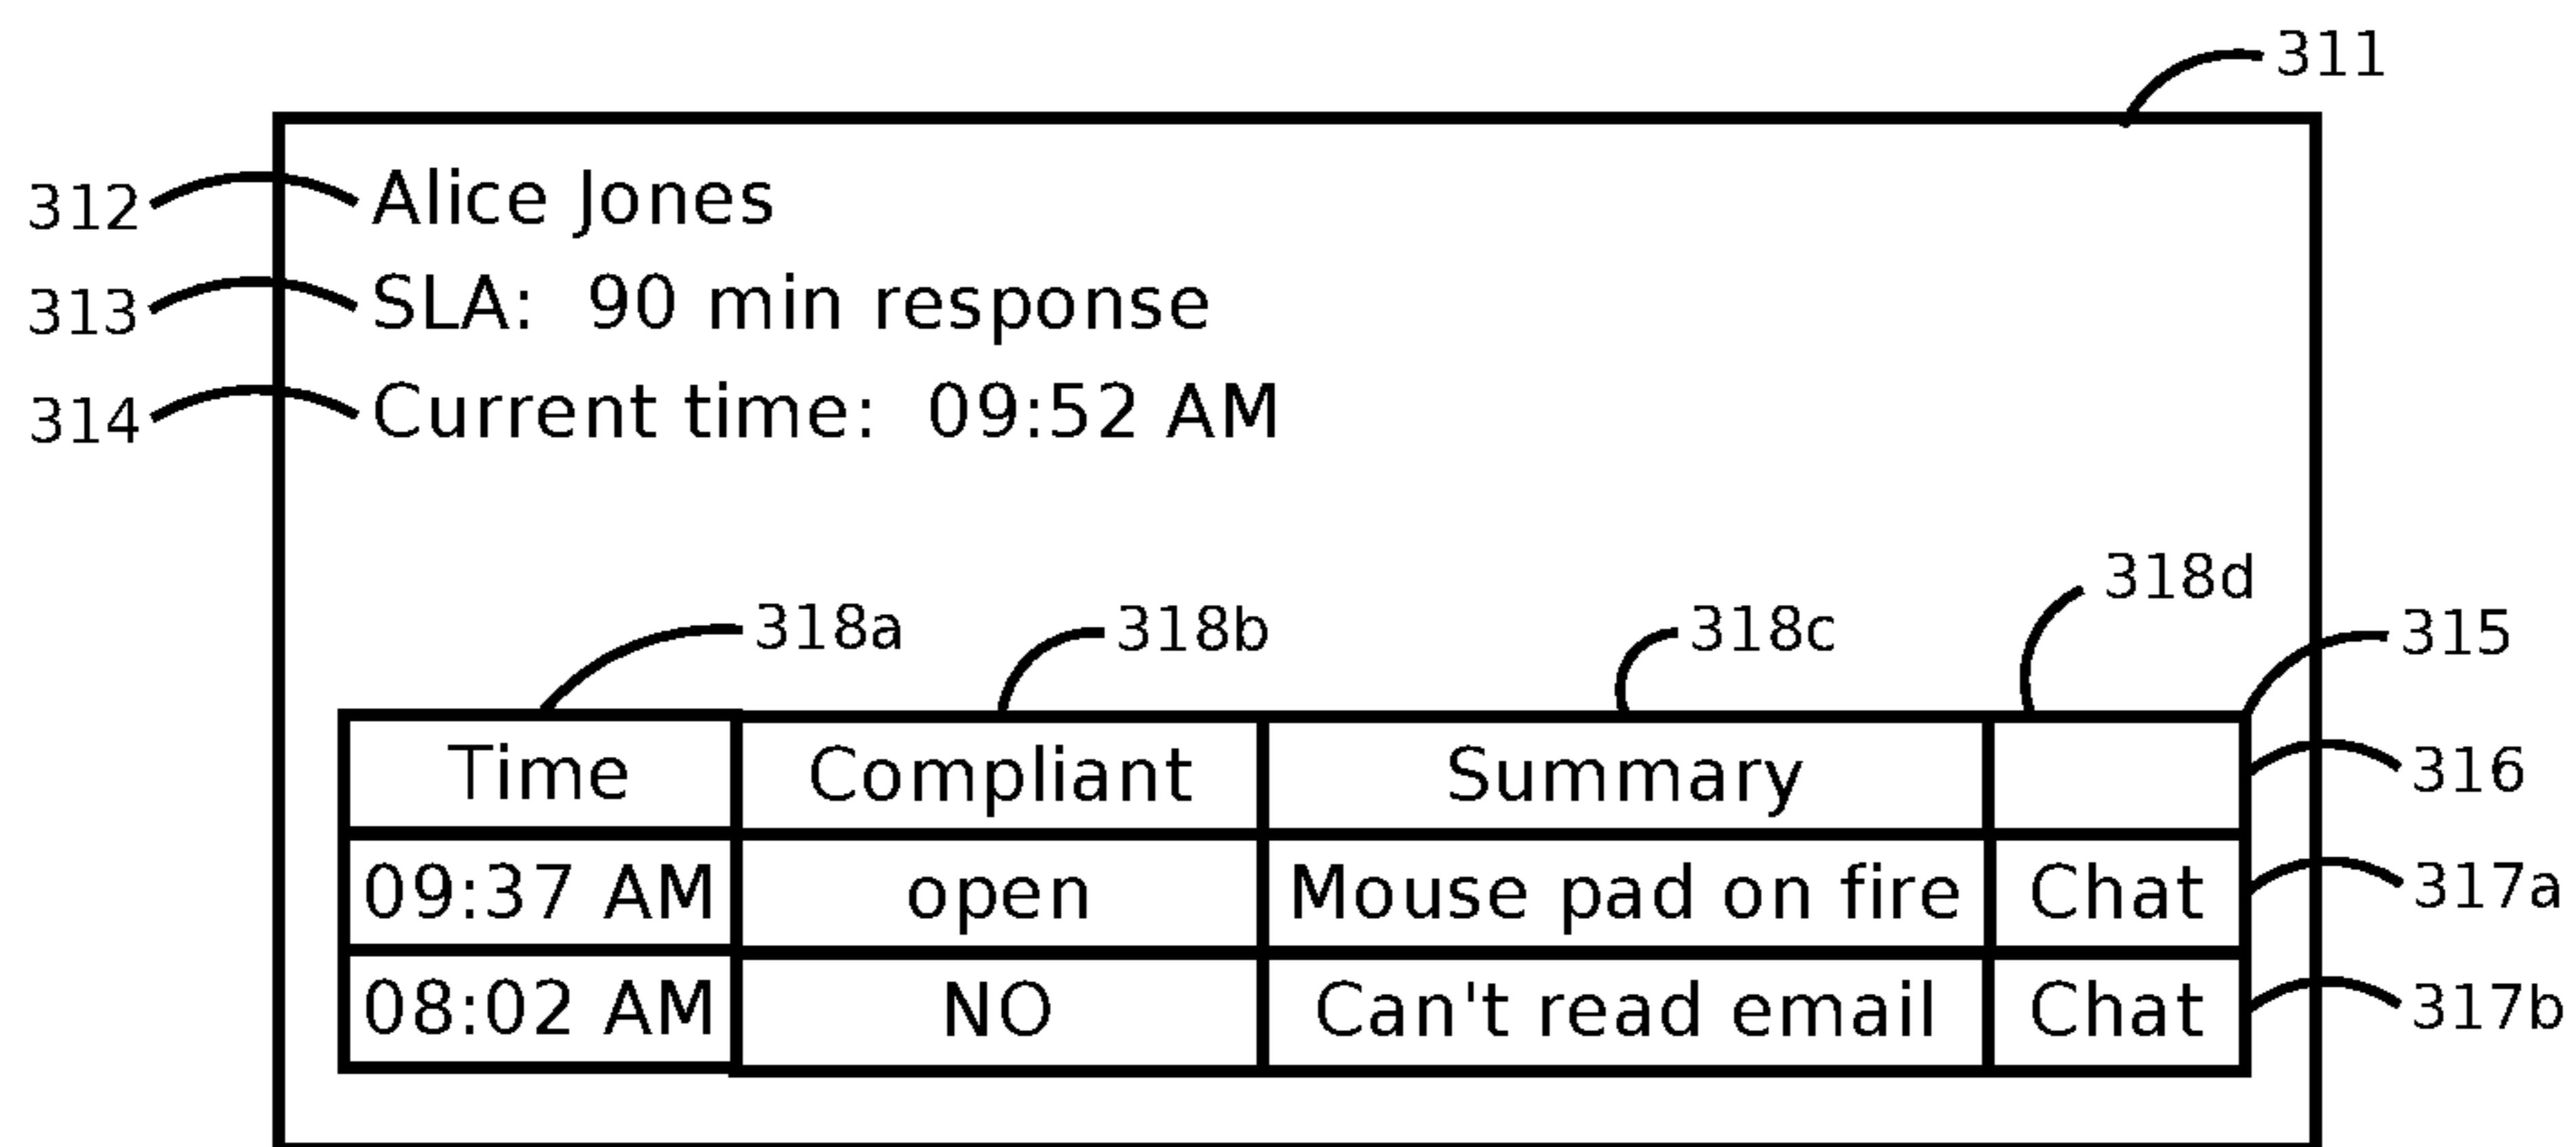 311
312 Alice Jones
313 SLA: 90 min response
314 Current time: 09:52 AM
318a 318b 318c 318d 315
Time Compliant Summary 316
09:37 AM open Mouse pad on fire Chat 317a
08:02 AM NO Can't read email Chat 317b